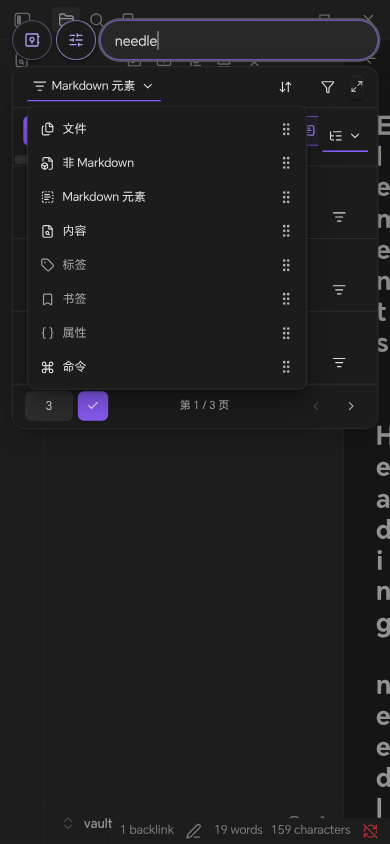 needle
Markdown 元素
文件
非 Markdown
Markdown 元素
内容
标签
书签
属性
命令
3
第 1 / 3 页
E
l
e
m
e
n
t
s
H
e
a
d
i
n
g
n
e
e
d
l
vault
1 backlink
19 words
159 characters